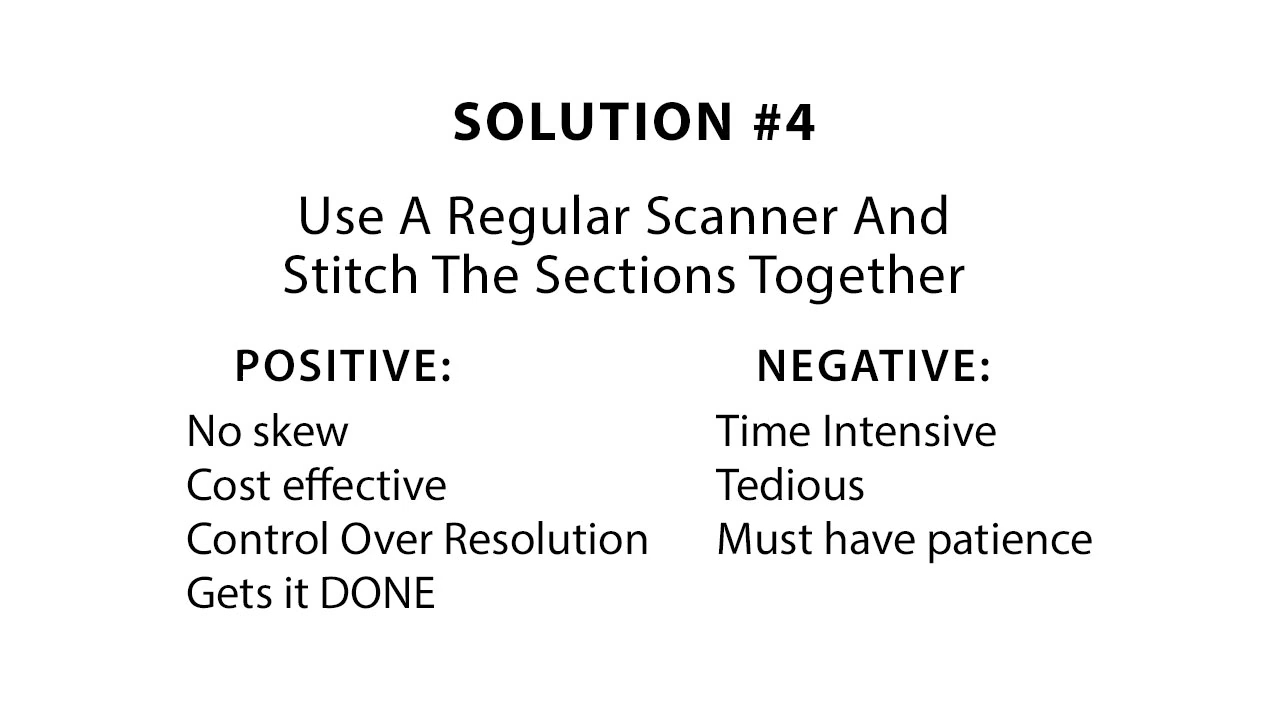 SOLUTION #4
Use A Regular Scanner And
Stitch The Sections Together
POSITIVE:
No skew
Cost effective
Control Over Resolution
Gets it DONE
NEGATIVE:
Time Intensive
Tedious
Must have patience